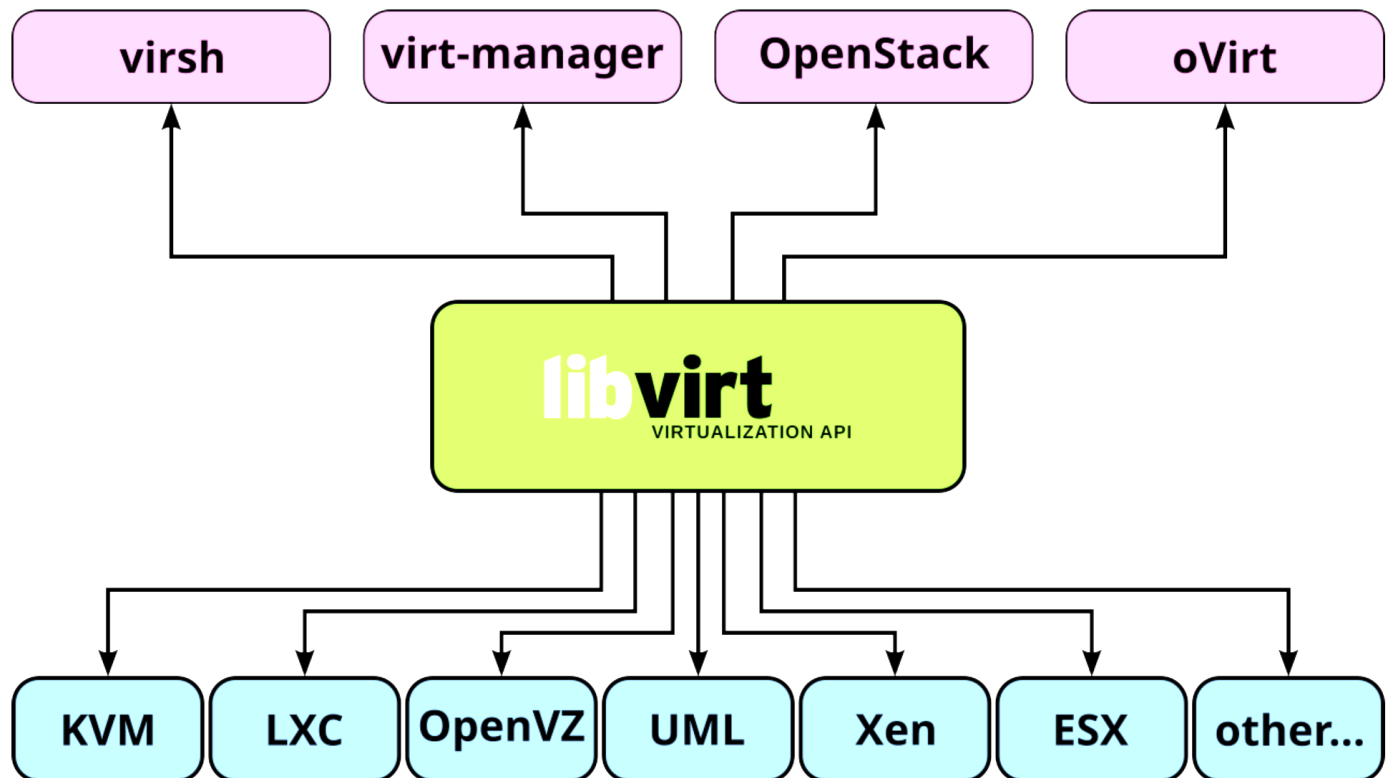 virsh
virt-manager
OpenStack
oVirt
libvirt
VIRTUALIZATION API
KVM
LXC
OpenVZ
UML
Xen
ESX
other...